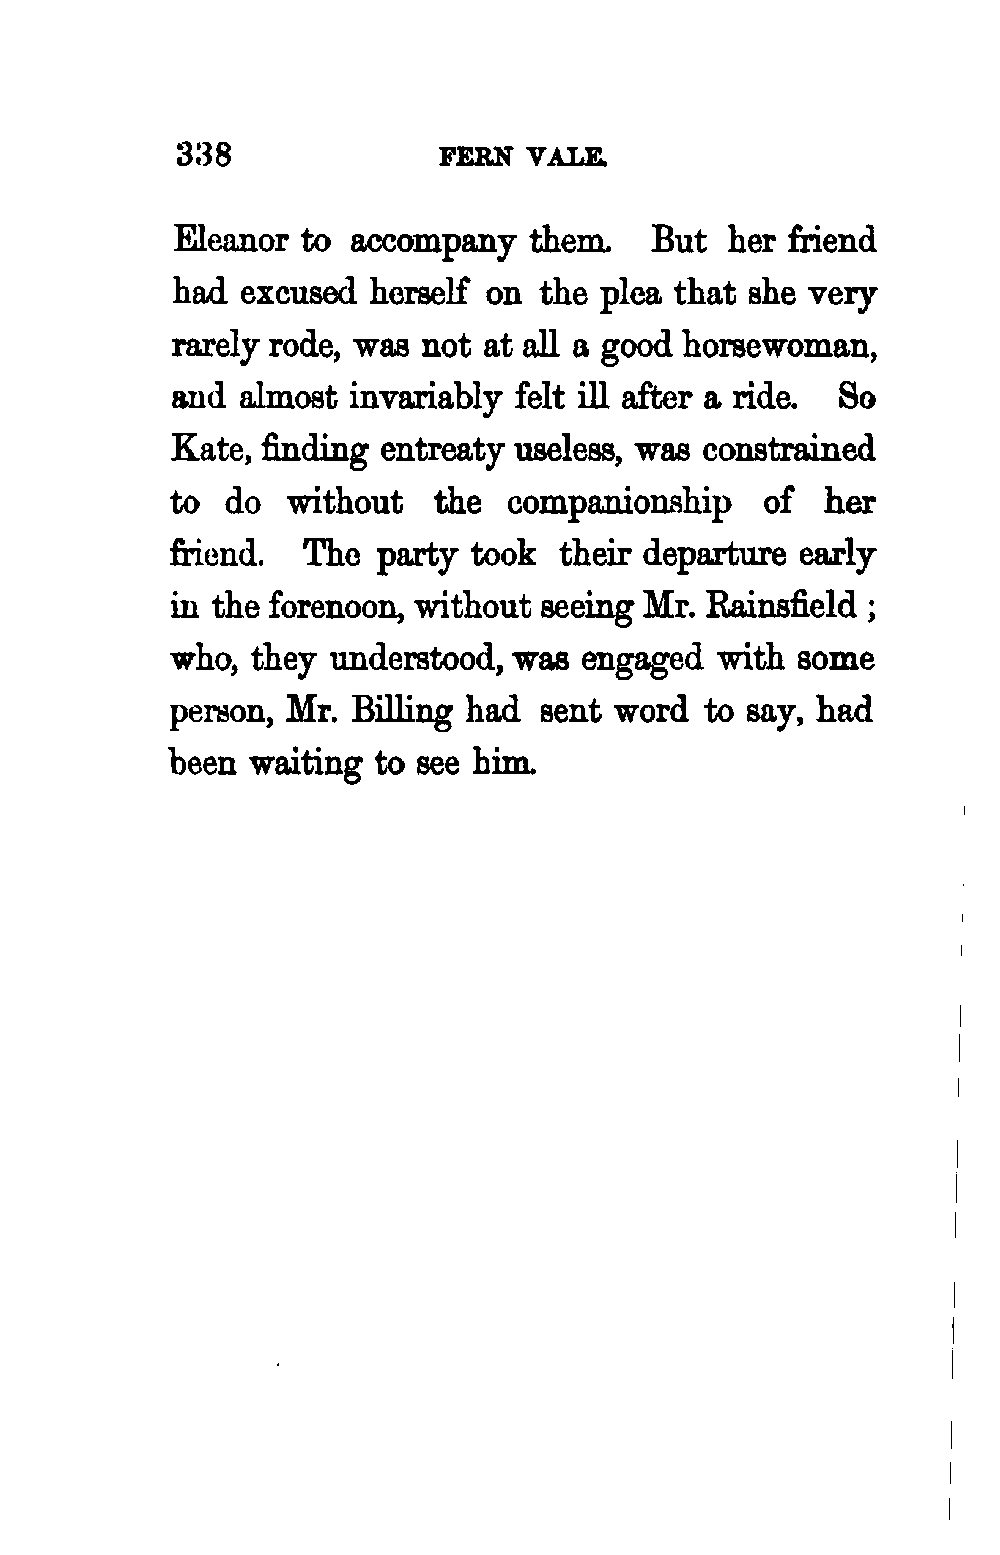 338 FERN VALE.
Eleanor to accompany them. But her friend
had excused herself on the plea that she very
rarely rode, was not at all a good horsewoman,
and almost invariably felt ill after a ride. So
Kate, finding entreaty useless, was constrained
to do without the companionship of her
friend. The party took their departure early
in the forenoon, without seeing Mr. Rainsfield ;
who, they understood, was engaged with some
person, Mr. Billing had sent word to say, had
been waiting to see him.